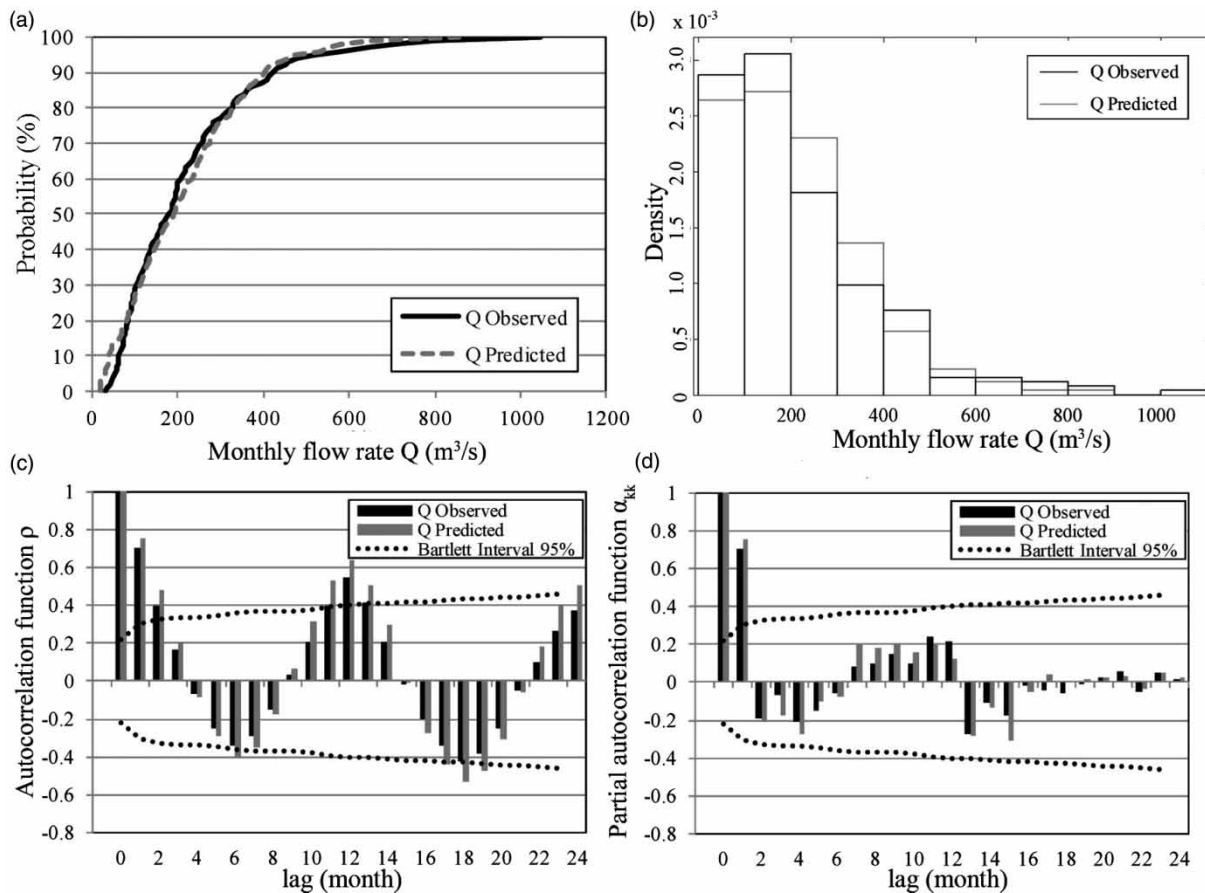 (a)
Probability (%)
100
90
80
70
60
50
40
30
20
10
0
Q Observed
Q Predicted
0 200 400 600 800 1000 1200
Monthly flow rate Q (m³/s)
(b)
x 10⁻³
Density
3.0
2.5
2.0
1.5
1.0
0.5
0
Q Observed
Q Predicted
0 200 400 600 800 1000
Monthly flow rate Q (m³/s)
(c)
Autocorrelation function ρ
1
0.8
0.6
0.4
0.2
0
-0.2
-0.4
-0.6
-0.8
Q Observed
Q Predicted
Bartlett Interval 95%
0 2 4 6 8 10 12 14 16 18 20 22 24
lag (month)
(d)
Partial autocorrelation function αkk
1
0.8
0.6
0.4
0.2
0
-0.2
-0.4
-0.6
-0.8
Q Observed
Q Predicted
Bartlett Interval 95%
0 2 4 6 8 10 12 14 16 18 20 22 24
lag (month)